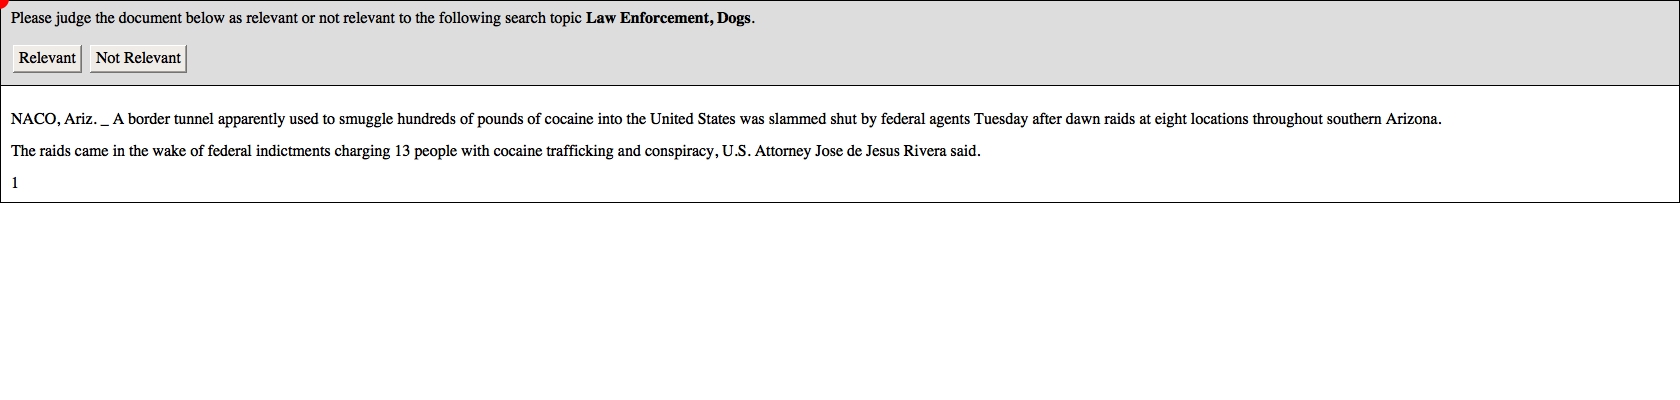 Please judge the document below as relevant or not relevant to the following search topic Law Enforcement, Dogs.
Relevant Not Relevant
NACO, Ariz. _ A border tunnel apparently used to smuggle hundreds of pounds of cocaine into the United States was slammed shut by federal agents Tuesday after dawn raids at eight locations throughout southern Arizona.
The raids came in the wake of federal indictments charging 13 people with cocaine trafficking and conspiracy, U.S. Attorney Jose de Jesus Rivera said.
1